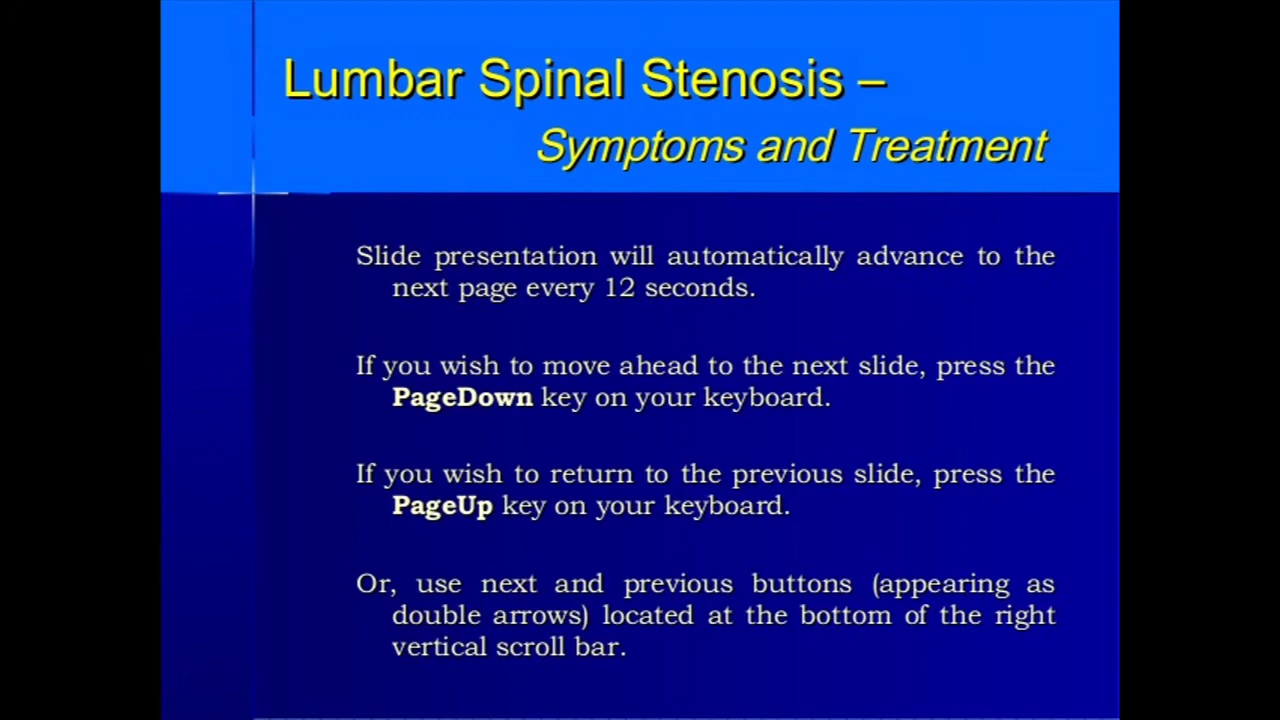 Lumbar Spinal Stenosis –
Symptoms and Treatment
Slide presentation will automatically advance to the
next page every 12 seconds.
If you wish to move ahead to the next slide, press the
PageDown key on your keyboard.
If you wish to return to the previous slide, press the
PageUp key on your keyboard.
Or, use next and previous buttons (appearing as
double arrows) located at the bottom of the right
vertical scroll bar.